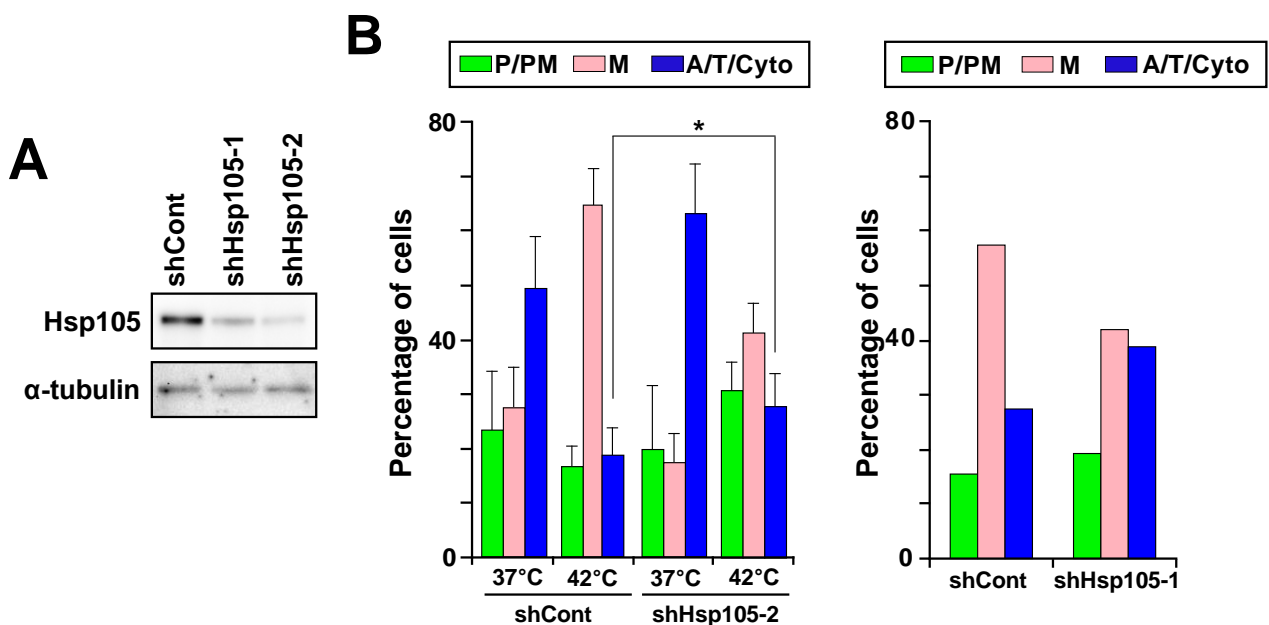 A
shCont
shHsp105-1
shHsp105-2
Hsp105
α-tubulin
B
P/PM M A/T/Cyto
Percentage of cells
80
40
0
*
37°C 42°C 37°C 42°C
shCont shHsp105-2
P/PM M A/T/Cyto
Percentage of cells
80
40
0
shCont shHsp105-1